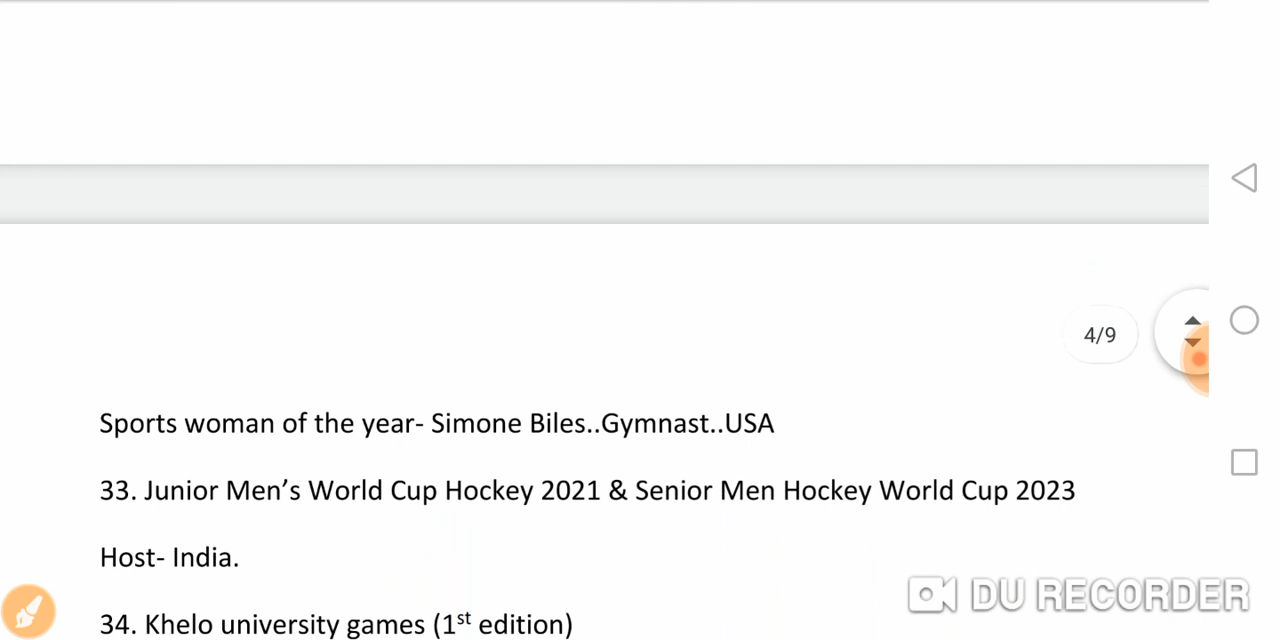 4/9
Sports woman of the year- Simone Biles..Gymnast..USA
33. Junior Men’s World Cup Hockey 2021 & Senior Men Hockey World Cup 2023
Host- India.
DU RECORDER
34. Khelo university games (1st edition)